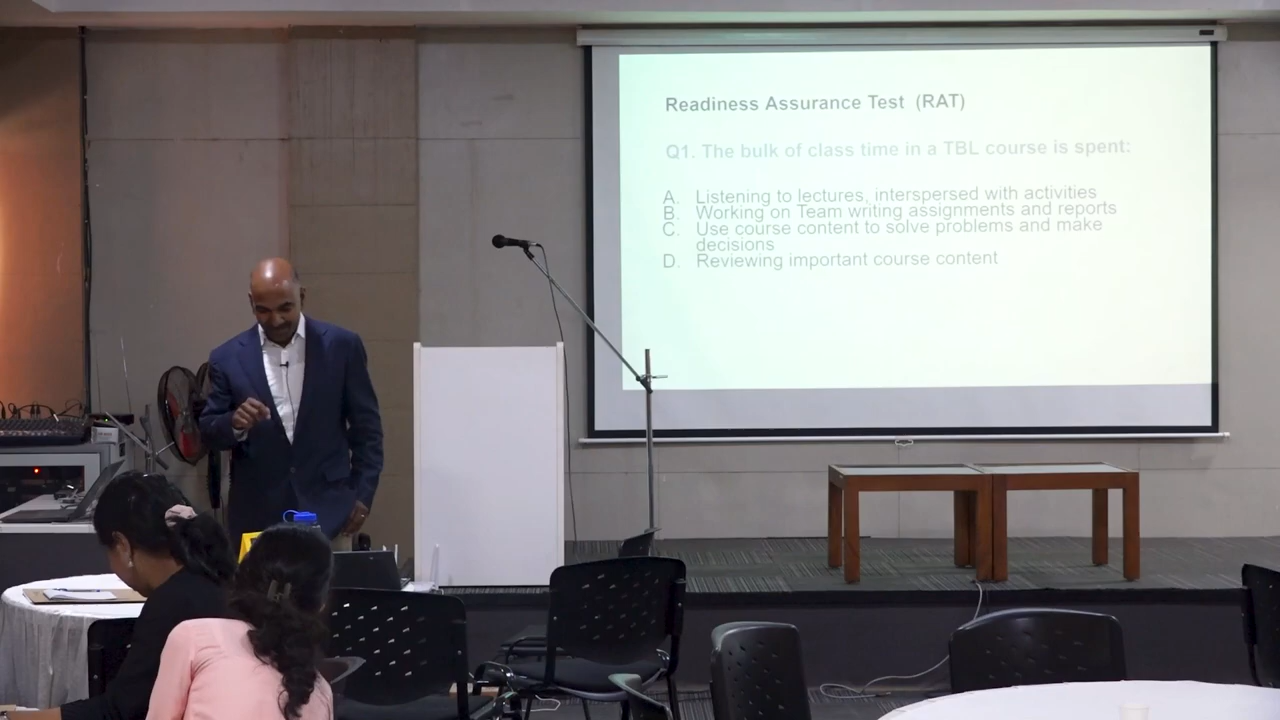 Readiness Assurance Test (RAT)
Q1. The bulk of class time in a TBL course is spent:
A. Listening to lectures, interspersed with activities
B. Working on Team writing assignments and reports
C. Use course content to solve problems and make
decisions
D. Reviewing important course content